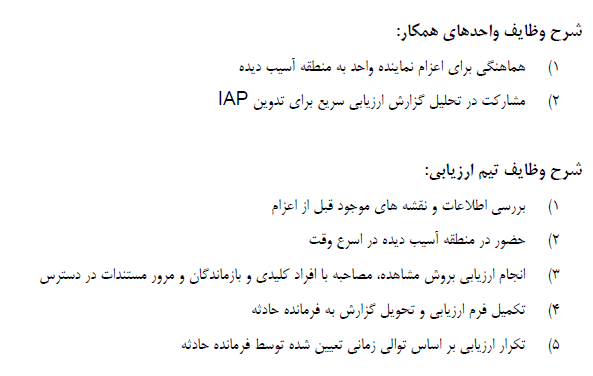 شرح وظایف واحدهای همکار:
۱) هماهنگی برای اعزام نماینده واحد به منطقه آسیب دیده
۲) مشارکت در تحلیل گزارش ارزیابی سریع برای تدوین IAP
شرح وظایف تیم ارزیابی:
۱) بررسی اطلاعات و نقشه های موجود قبل از اعزام
۲) حضور در منطقه آسیب دیده در اسرع وقت
۳) انجام ارزیابی بروش مشاهده، مصاحبه با افراد کلیدی و بازماندگان و مرور مستندات در دسترس
۴) تکمیل فرم ارزیابی و تحویل گزارش به فرمانده حادثه
۵) تکرار ارزیابی بر اساس توالی زمانی تعیین شده توسط فرمانده حادثه